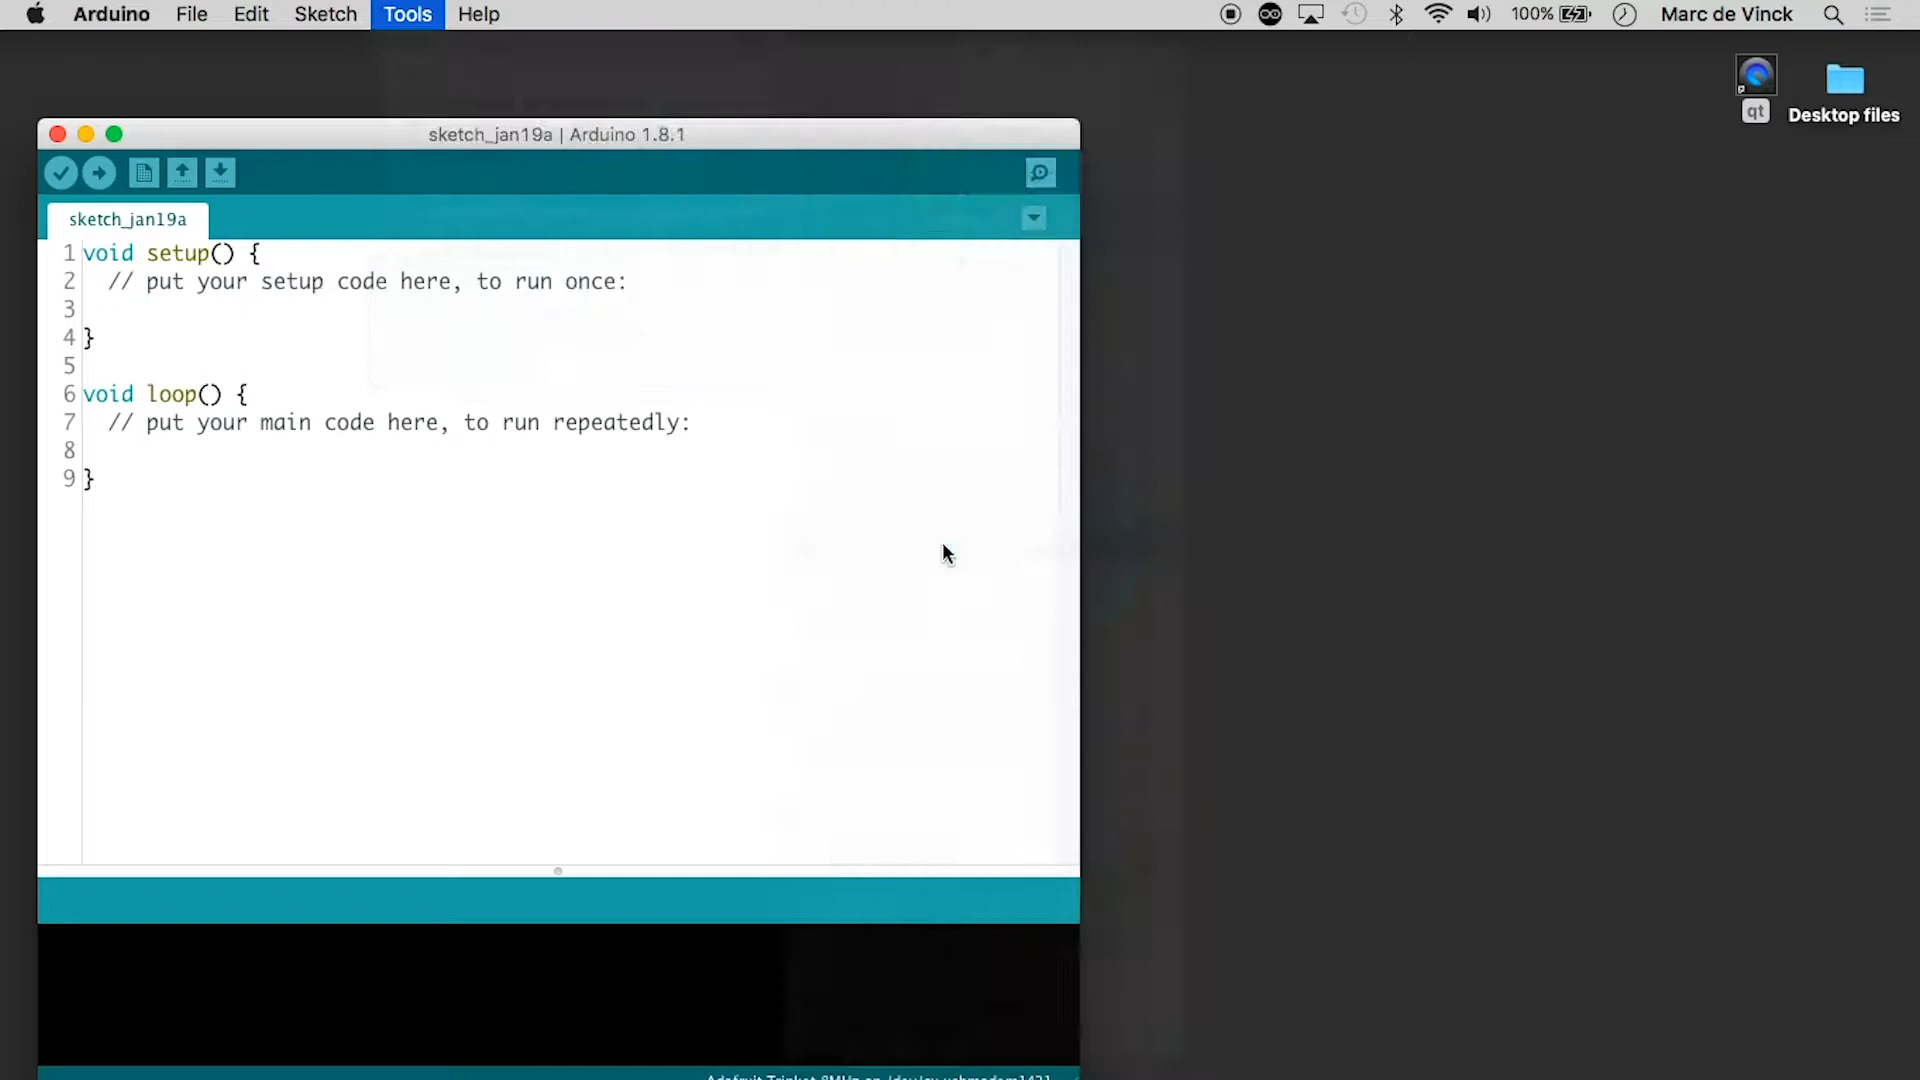 Arduino File Edit Sketch Tools Help 100% Marc de Vinck
qt Desktop files
sketch_jan19a | Arduino 1.8.1
sketch_jan19a
1 void setup() {
2 // put your setup code here, to run once:
3
4 }
5
6 void loop() {
7 // put your main code here, to run repeatedly:
8
9 }